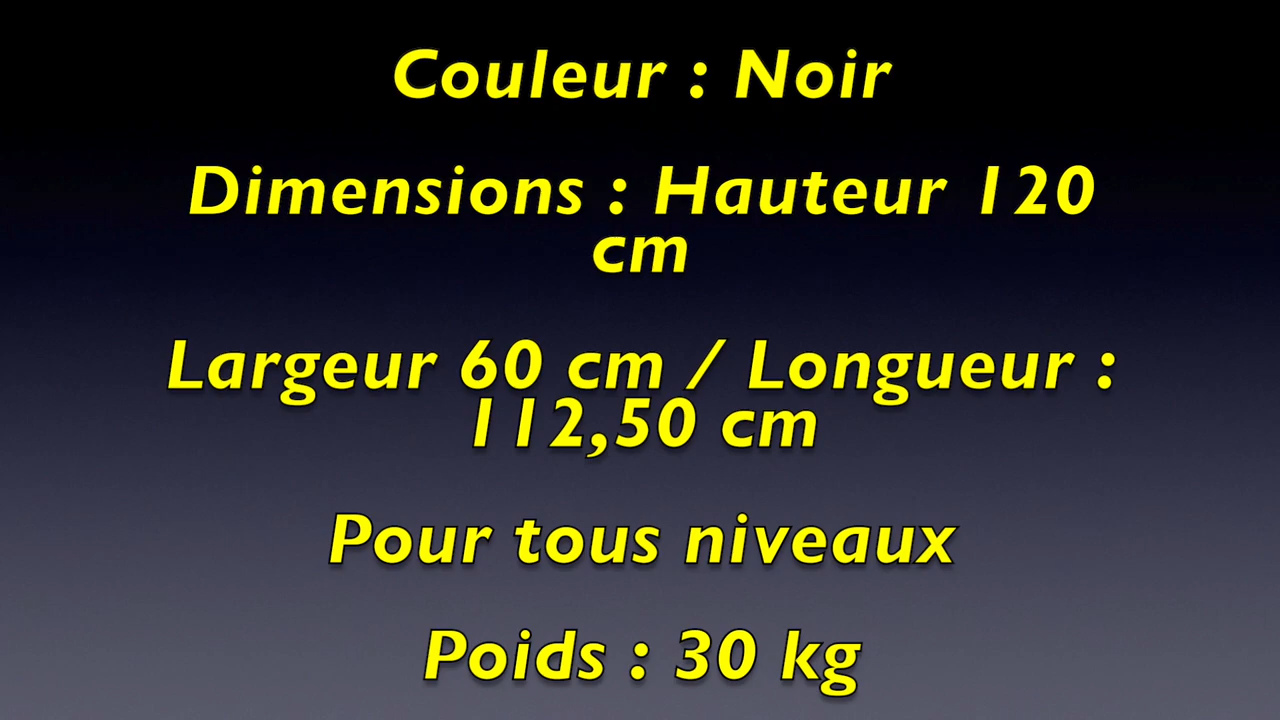 Couleur : Noir
Dimensions : Hauteur 120
cm
Largeur 60 cm / Longueur :
112,50 cm
Pour tous niveaux
Poids : 30 kg